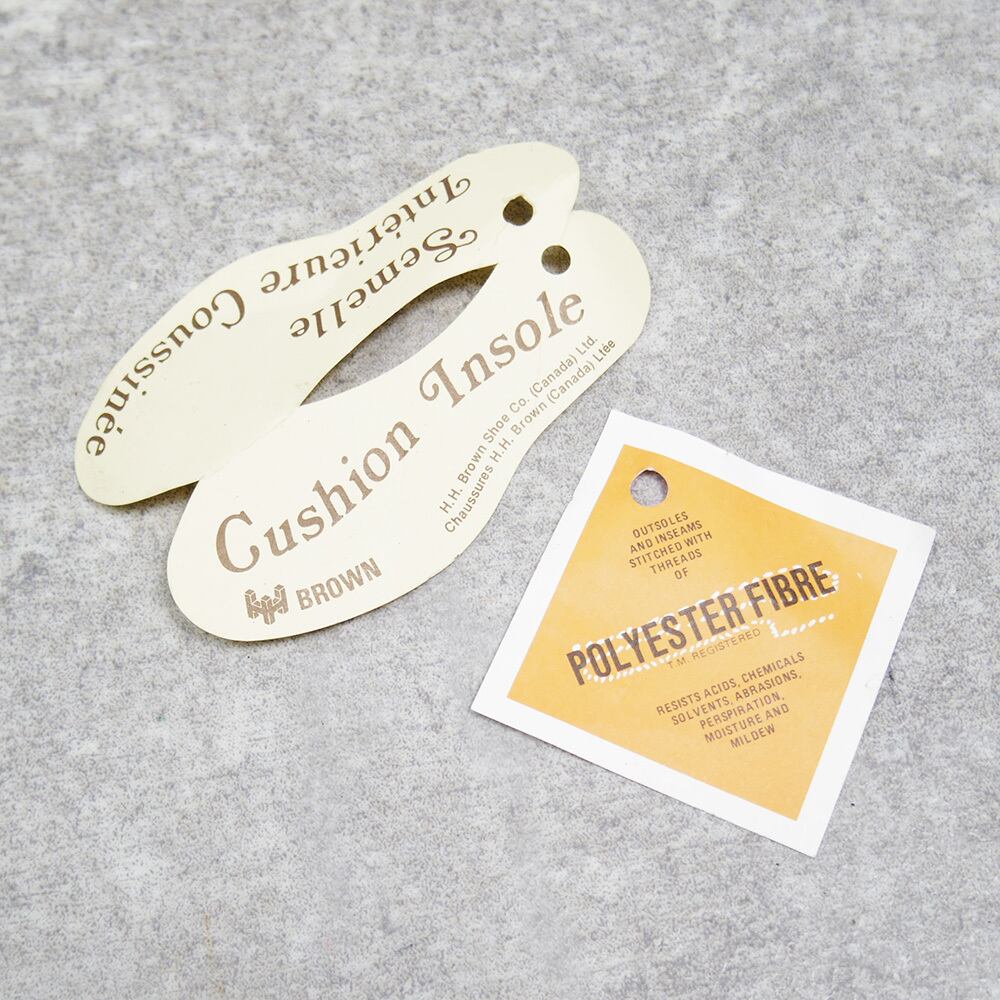 Semelle
Intérieure Coussinée
Cushion Insole
H.H. Brown Shoe Co. (Canada) Ltd.
Chaussures H.H. Brown (Canada) Ltée
HH BROWN
OUTSOLES
AND INSEAMS
STITCHED WITH
THREADS
OF
POLYESTER FIBRE
T.M. REGISTERED
RESISTS ACIDS, CHEMICALS
SOLVENTS, ABRASIONS,
PERSPIRATION,
MOISTURE AND
MILDEW